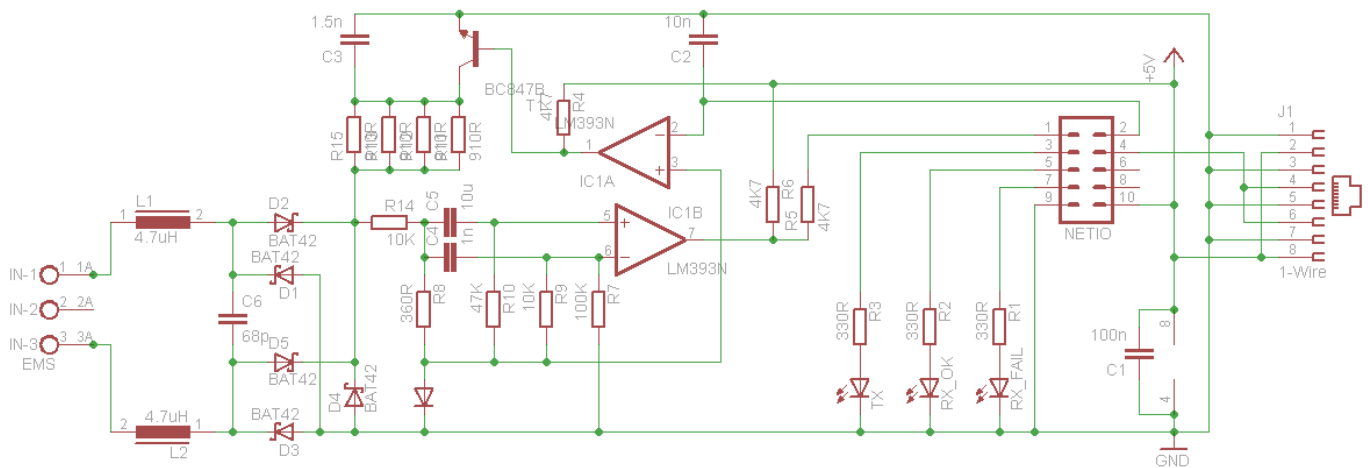 1.5n
C3
10n
C2
BC847B
T1
4K7
R4
LM393N
+5V
R15
910R
2
1
3
IC1A
R14
10K
C5
10u
C4
1n
5
6
7
IC1B
LM393N
4K7
R5
R6
4K7
1
3
5
7
9
2
4
6
8
10
NETIO
J1
1
2
3
4
5
6
7
8
1-Wire
L1
1
2
4.7uH
D2
BAT42
BAT42
D1
IN-1
1
1A
IN-2
2
2A
IN-3
3
3A
EMS
C6
68p
D5
BAT42
D4
BAT42
360R
R8
47K
R10
10K
R9
100K
R7
330R
R3
330R
R2
330R
R1
TX
RX_OK
RX_FAIL
100n
C1
8
4
4.7uH
2
1
L2
BAT42
D3
GND